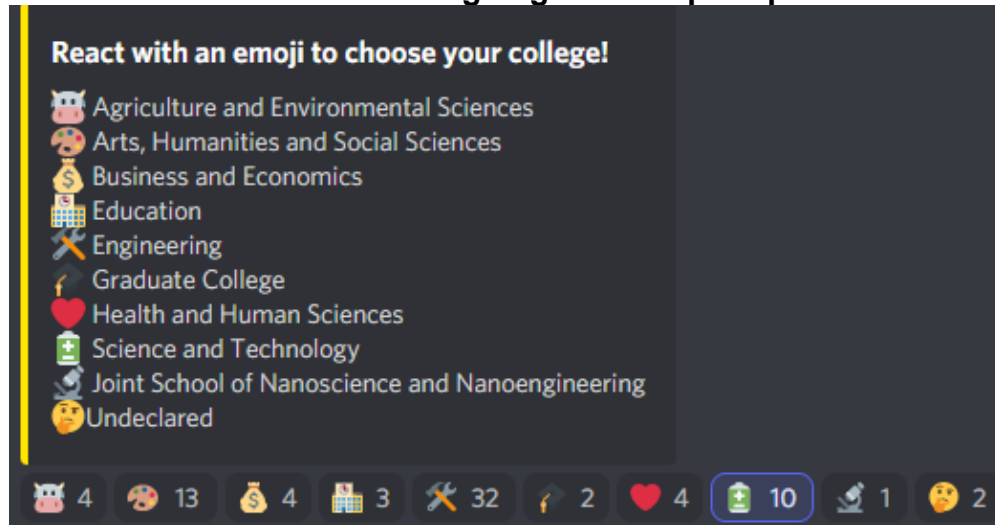 React with an emoji to choose your college!
Agriculture and Environmental Sciences
Arts, Humanities and Social Sciences
Business and Economics
Education
Engineering
Graduate College
Health and Human Sciences
Science and Technology
Joint School of Nanoscience and Nanoengineering
Undeclared
4 13 4 3 32 2 4 10 1 2